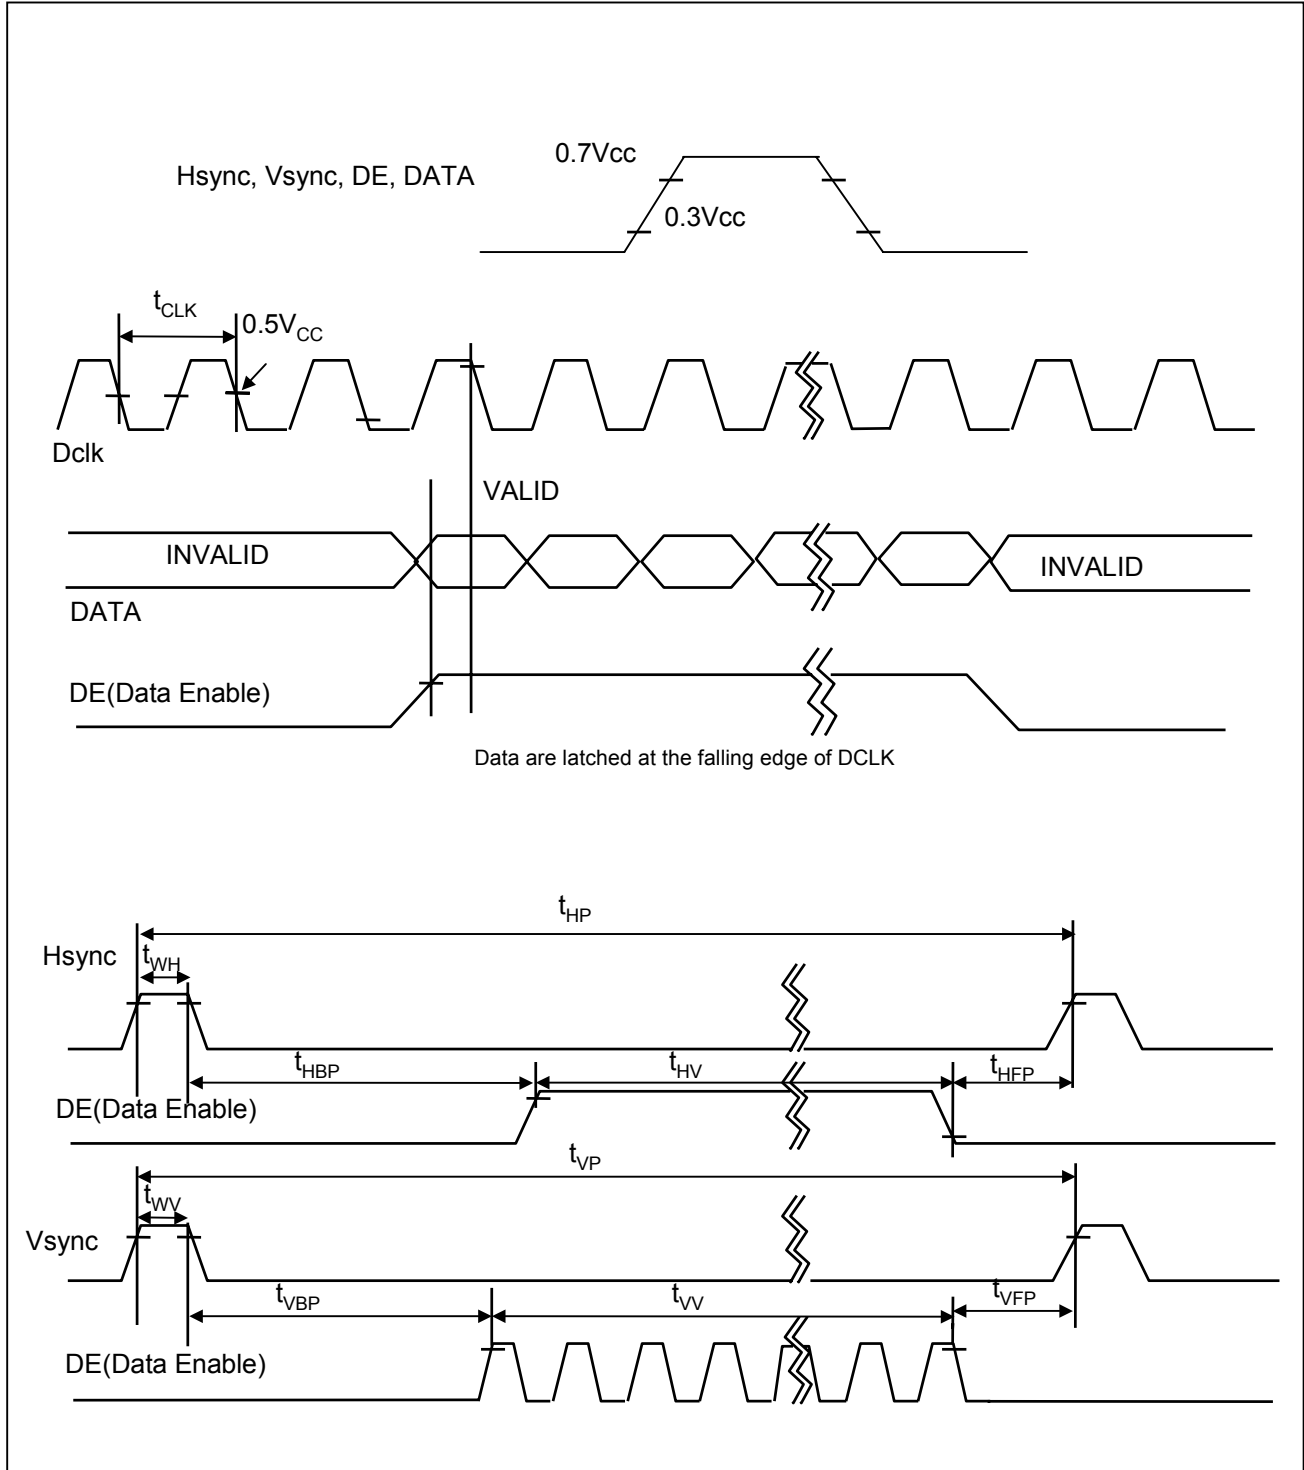 0.7Vcc
Hsync, Vsync, DE, DATA
0.3Vcc
tCLK
0.5VCC
Dclk
VALID
INVALID
INVALID
DATA
DE(Data Enable)
Data are latched at the falling edge of DCLK
tHP
Hsync
tWH
tHBP
tHV
tHFP
DE(Data Enable)
tVP
tWV
Vsync
tVBP
tVV
tVFP
DE(Data Enable)